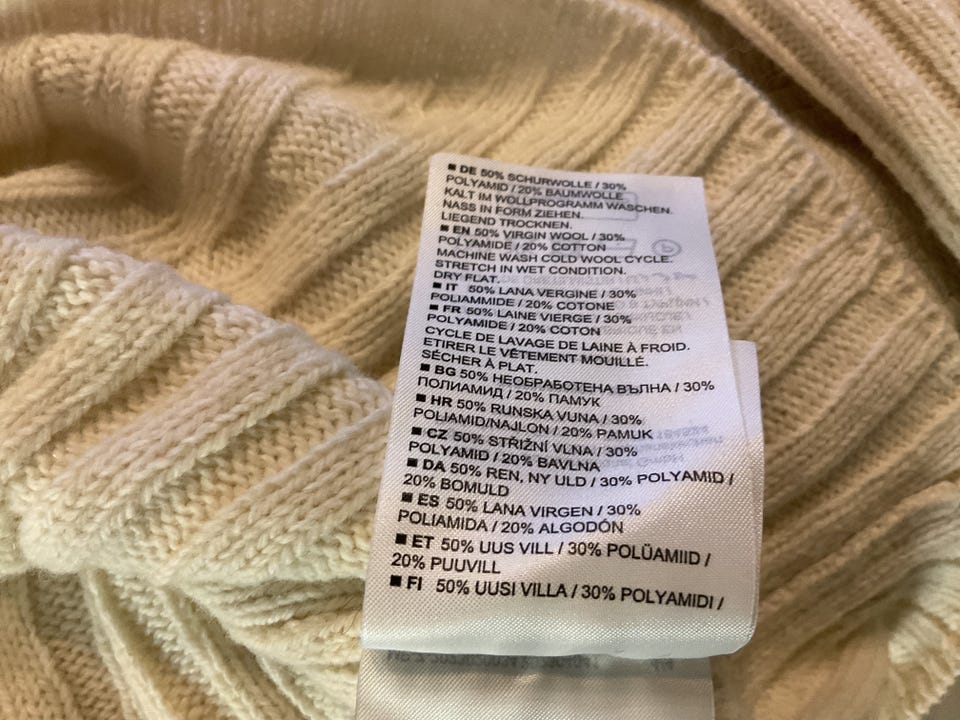 ■ DE 50% SCHURWOLLE / 30%
POLYAMID / 20% BAUMWOLLE
KALT IM WOLLPROGRAMM WASCHEN.
NASS IN FORM ZIEHEN.
LIEGEND TROCKNEN.
■ EN 50% VIRGIN WOOL / 30%
POLYAMIDE / 20% COTTON
MACHINE WASH COLD WOOL CYCLE.
STRETCH IN WET CONDITION.
DRY FLAT.
■ IT 50% LANA VERGINE / 30%
POLIAMMIDE / 20% COTONE
■ FR 50% LAINE VIERGE / 30%
POLYAMIDE / 20% COTON
CYCLE DE LAVAGE DE LAINE À FROID.
ETIRER LE VÊTEMENT MOUILLÉ.
SÉCHER À PLAT.
■ BG 50% НЕОБРАБОТЕНА ВЪЛНА / 30%
ПОЛИАМИД / 20% ПАМУК
■ HR 50% RUNSKA VUNA / 30%
POLIAMID/NAJLON / 20% PAMUK
■ CZ 50% STŘIŽNÍ VLNA / 30%
POLYAMID / 20% BAVLNA
■ DA 50% REN, NY ULD / 30% POLYAMID /
20% BOMULD
■ ES 50% LANA VIRGEN / 30%
POLIAMIDA / 20% ALGODÓN
■ ET 50% UUS VILL / 30% POLÜAMIID /
20% PUUVILL
■ FI 50% UUSI VILLA / 30% POLYAMIDI /